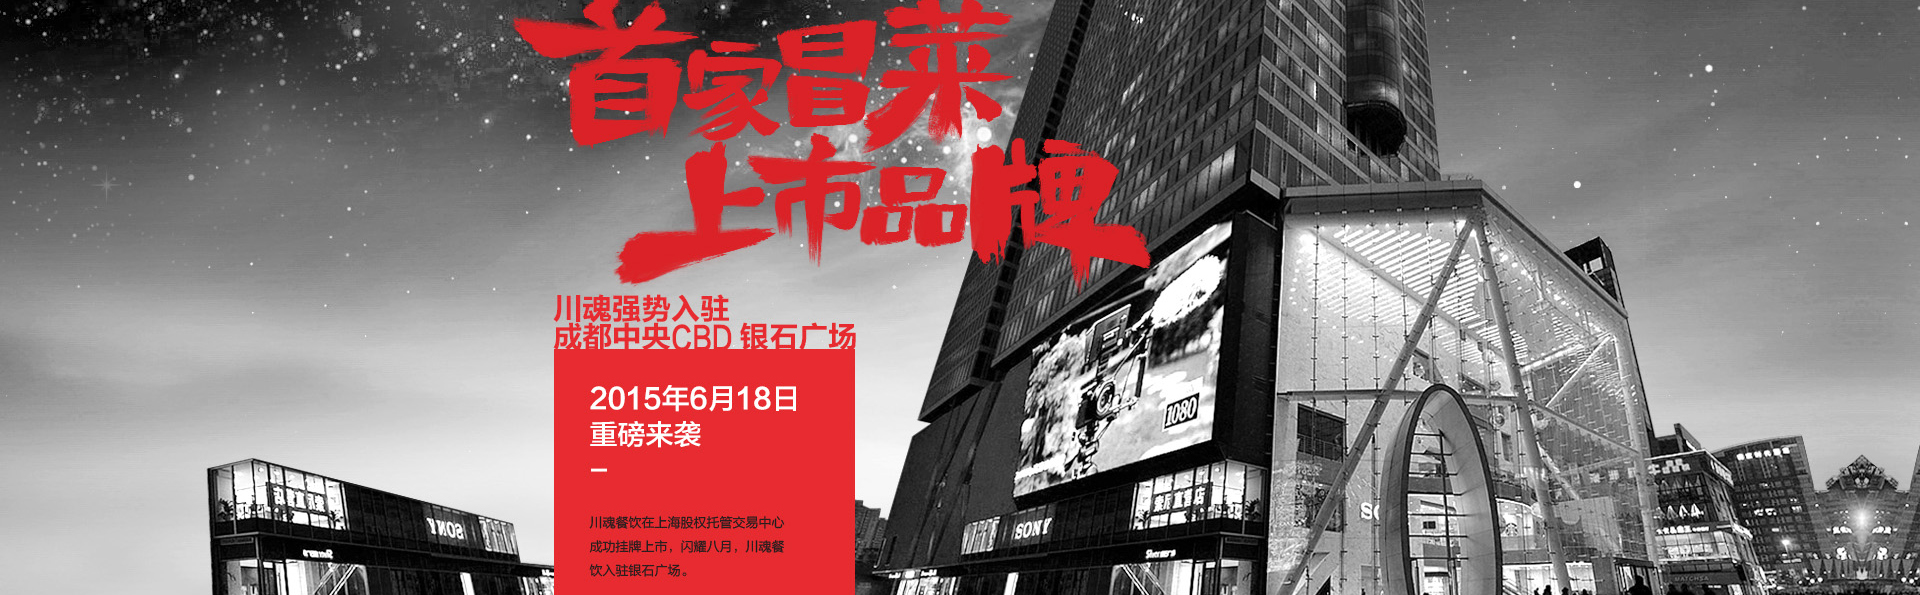 首家冒菜
上市品牌
川魂强势入驻
成都中央CBD 银石广场
2015年6月18日
重磅来袭
川魂餐饮在上海股权托管交易中心
成功挂牌上市，闪耀八月，川魂餐
饮入驻银石广场。
1080
SONY
SONY